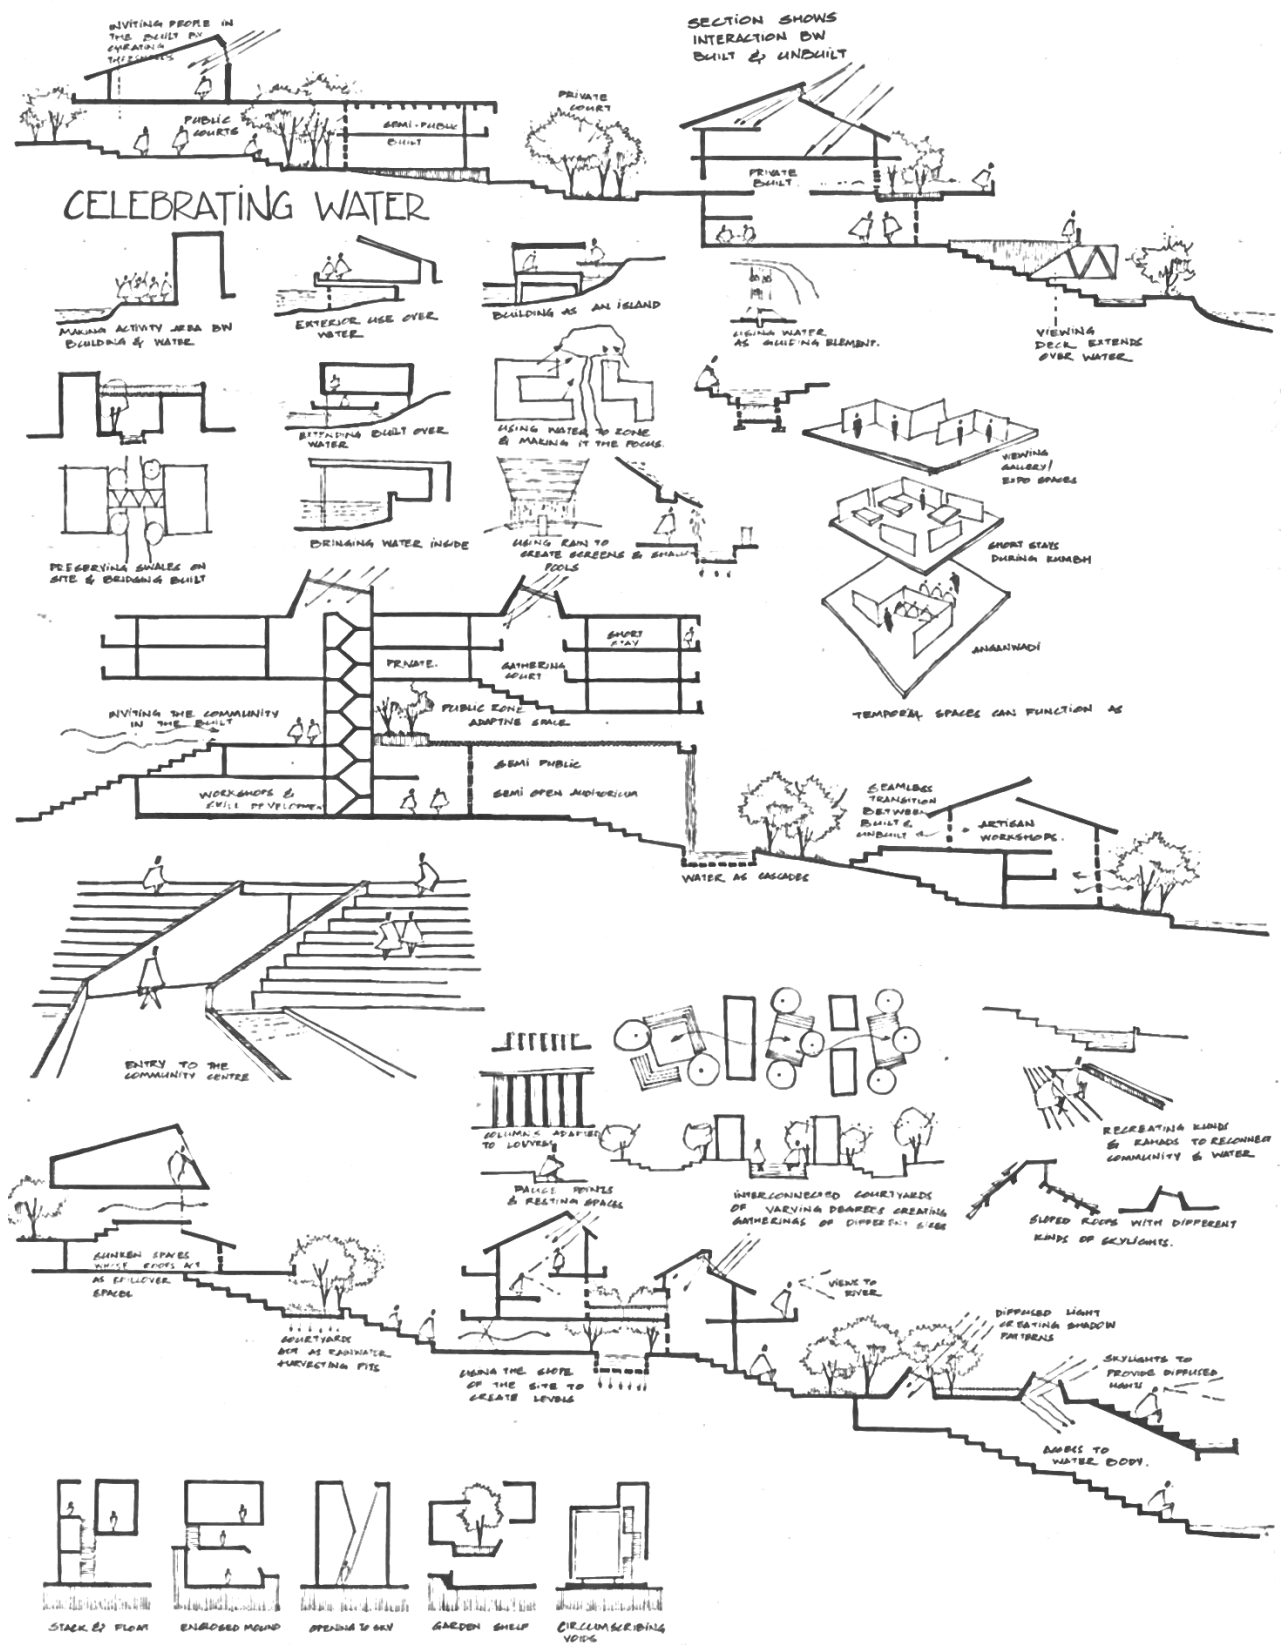 INVITING PEOPLE IN
THE BUILT BY
CURATING
THRESHOLDS
SECTION SHOWS
INTERACTION BW
BUILT & UNBUILT
PUBLIC
COURTS
SEMI-PUBLIC
BUILT
PRIVATE
COURT
PRIVATE
BUILT.
CELEBRATING WATER
MAKING ACTIVITY AREA BW
BUILDING & WATER
EXTERIOR USE OVER
WATER
BUILDING AS AN ISLAND
USING WATER
AS GUIDING ELEMENT.
VIEWING
DECK EXTENDS
OVER WATER
EXTENDING BUILT OVER
WATER
USING WATER TO ZONE
& MAKING IT THE FOCUS.
VIEWING
GALLERY/
EXPO SPACES
PRESERVING SWALES ON
SITE & BRIDGING BUILT
BRINGING WATER INSIDE
USING RAIN TO
CREATE SCREENS & SHALLOW
POOLS
SHORT STAYS
DURING KUMBH
ANGANWADI
TEMPORAL SPACES CAN FUNCTION AS
PRIVATE.
GATHERING
COURT
SHORT
STAY
INVITING THE COMMUNITY
IN THE BUILT
PUBLIC ZONE
ADAPTIVE SPACE
SEMI PUBLIC
SEMI OPEN AUDITORIUM
WORKSHOPS &
SKILL DEVELOPMENT
WATER AS CASCADES
SEAMLESS
TRANSITION
BETWEEN
BUILT &
UNBUILT
ARTISAN
WORKSHOPS.
ENTRY TO THE
COMMUNITY CENTRE
COLUMNS ADAPTED
TO LOUVRES
PAUSE POINTS
& RESTING SPACES
INTERCONNECTED COURTYARDS
OF VARYING DEGREES CREATING
GATHERINGS OF DIFFERENT SIZES
RECREATING KUNDS
& RAMADS TO RECONNECT
COMMUNITY & WATER
SLOPED ROOFS WITH DIFFERENT
KINDS OF SKYLIGHTS.
SUNKEN SPACES
WHOSE ROOFS ACT
AS SPILLOVER
SPACES
COURTYARDS
ACT AS RAINWATER
HARVESTING PITS
USING THE SLOPE
OF THE SITE TO
CREATE LEVELS
VIEWS TO
RIVER
DIFFUSED LIGHT
CREATING SHADOW
PATTERNS
SKYLIGHTS TO
PROVIDE DIFFUSED
LIGHTS
ACCESS TO
WATER BODY.
STACK & FLOAT
ENCLOSED MOUND
OPENING TO SKY
GARDEN SHELF
CIRCUMSCRIBING
VOIDS